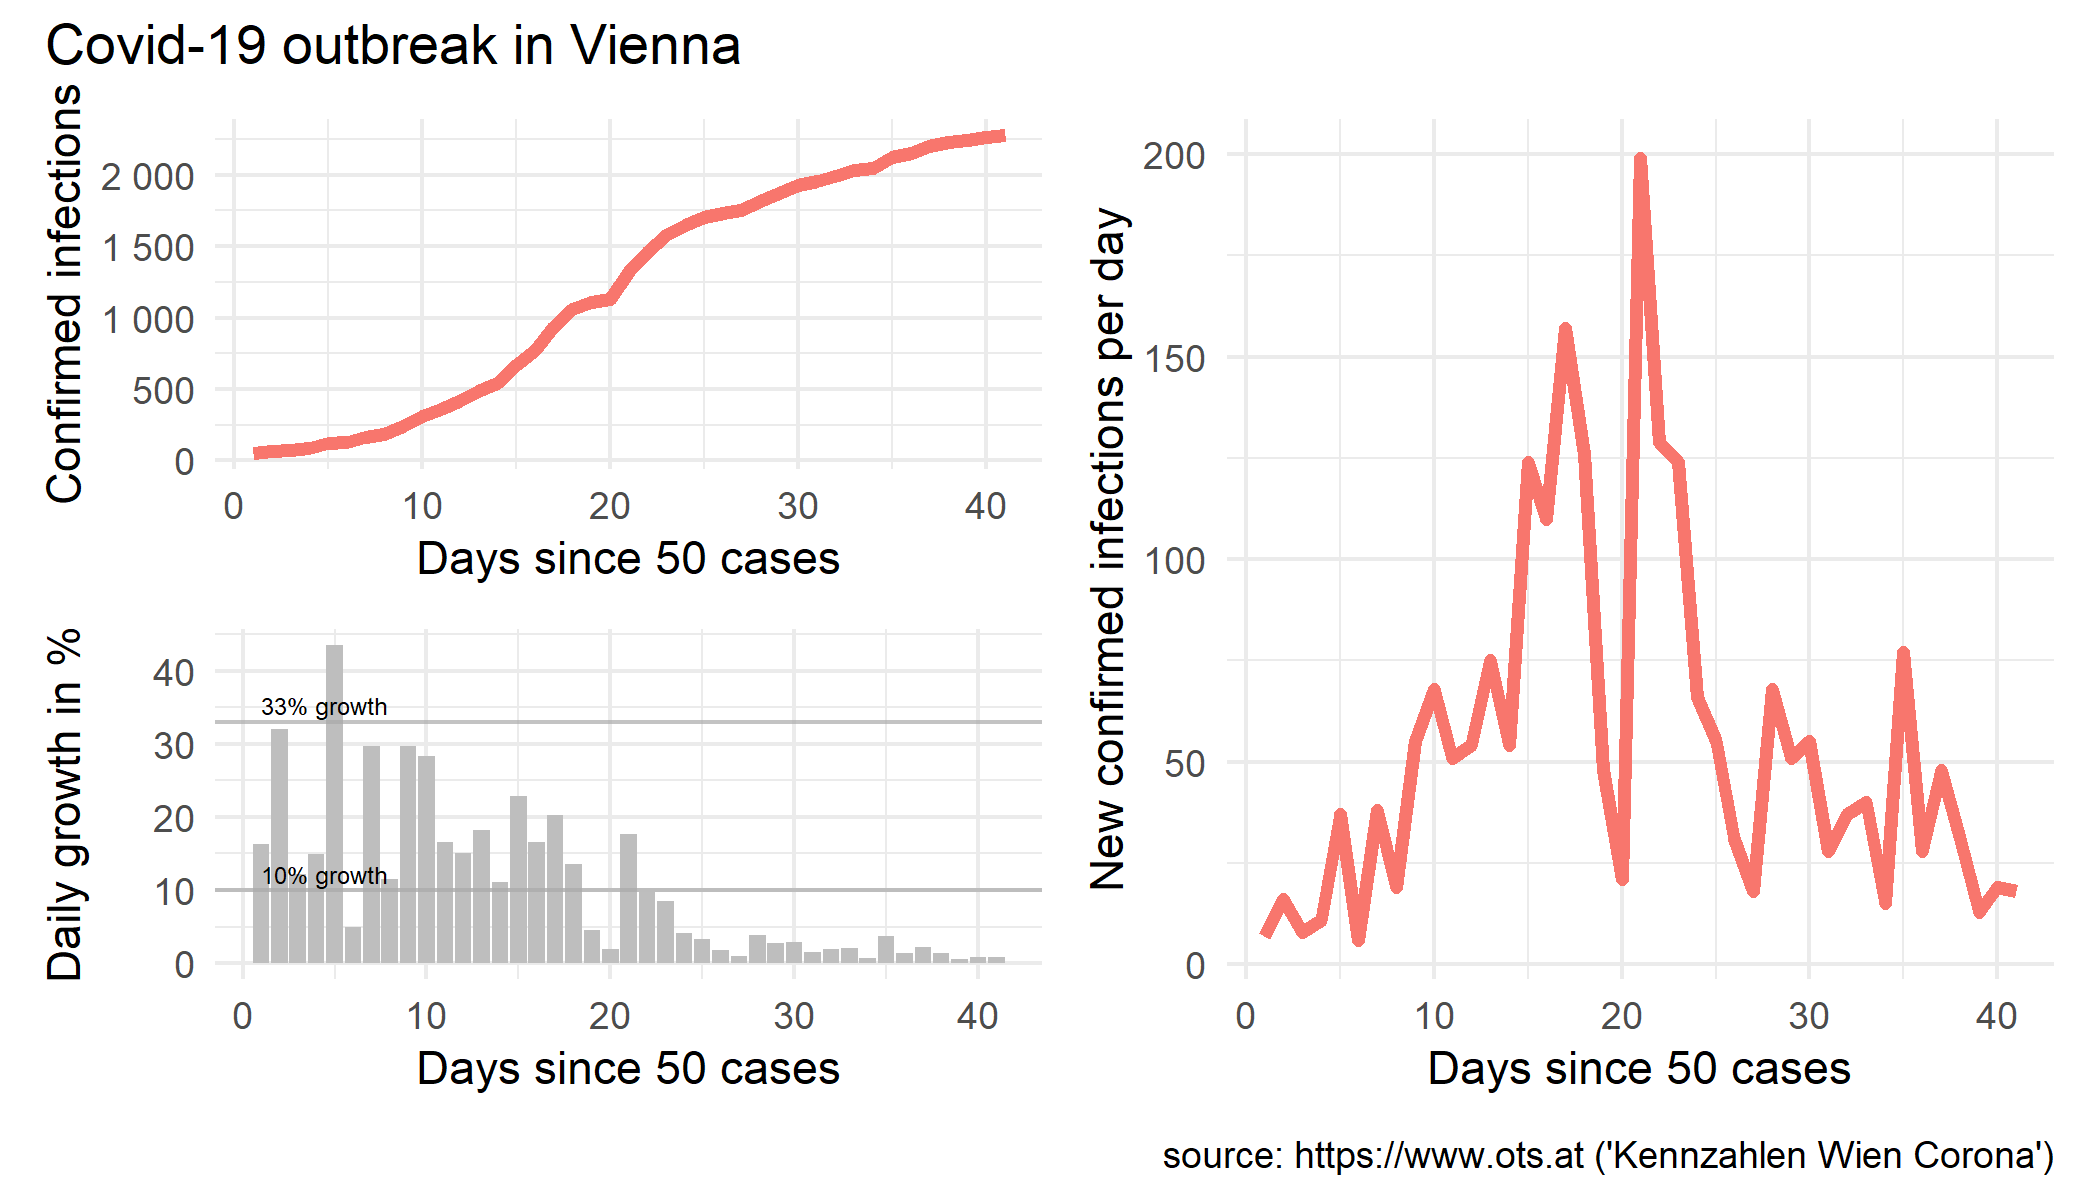 Covid-19 outbreak in Vienna
Confirmed infections
2 000
1 500
1 000
500
0
0 10 20 30 40
Days since 50 cases
Daily growth in %
40
30
20
10
0
33% growth
10% growth
0 10 20 30 40
Days since 50 cases
New confirmed infections per day
200
150
100
50
0
0 10 20 30 40
Days since 50 cases
source: https://www.ots.at ('Kennzahlen Wien Corona')